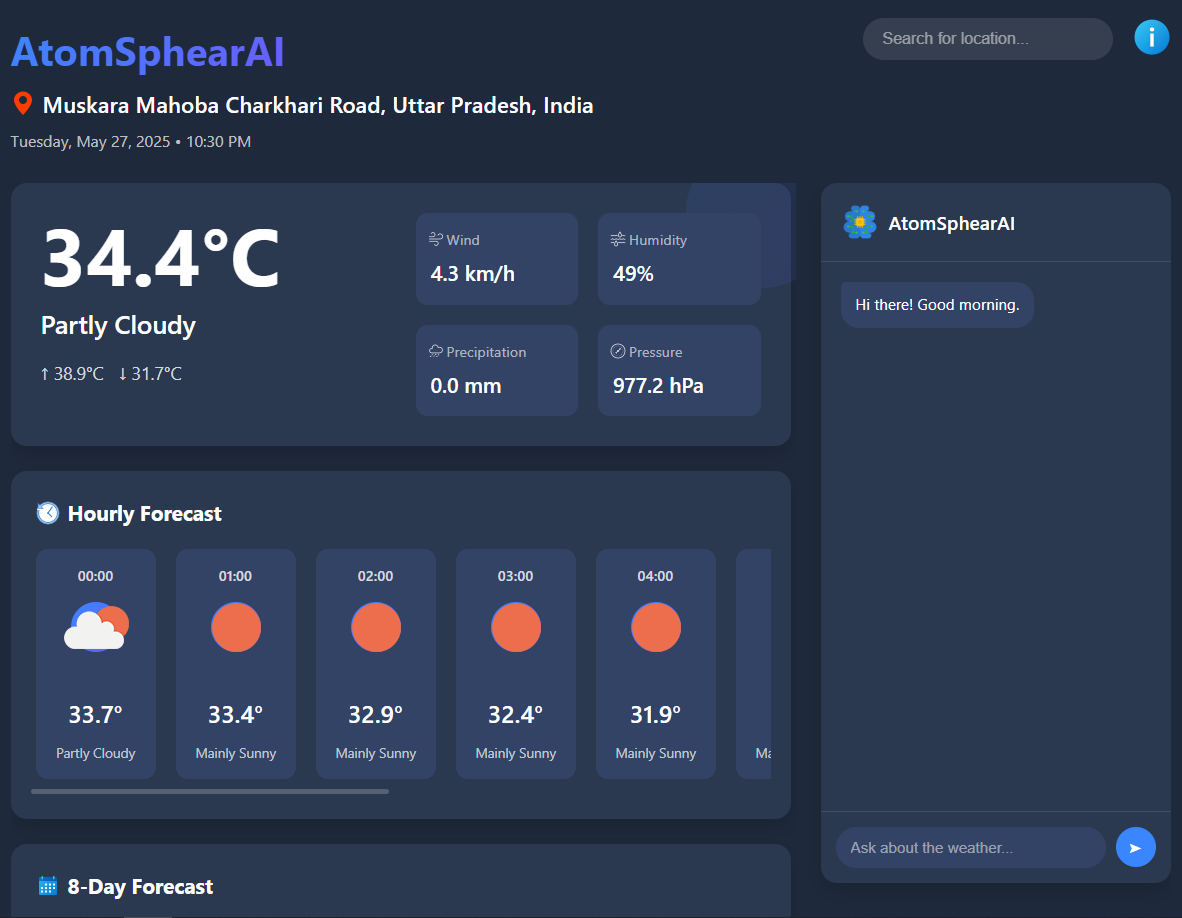 AtomSphearAI
Search for location...
i
Muskara Mahoba Charkhari Road, Uttar Pradesh, India
Tuesday, May 27, 2025 • 10:30 PM
34.4°C
Partly Cloudy
↑ 38.9°C ↓ 31.7°C
Wind
4.3 km/h
Humidity
49%
Precipitation
0.0 mm
Pressure
977.2 hPa
AtomSphearAI
Hi there! Good morning.
Ask about the weather...
Hourly Forecast
00:00
33.7°
Partly Cloudy
01:00
33.4°
Mainly Sunny
02:00
32.9°
Mainly Sunny
03:00
32.4°
Mainly Sunny
04:00
31.9°
Mainly Sunny
Ma
8-Day Forecast